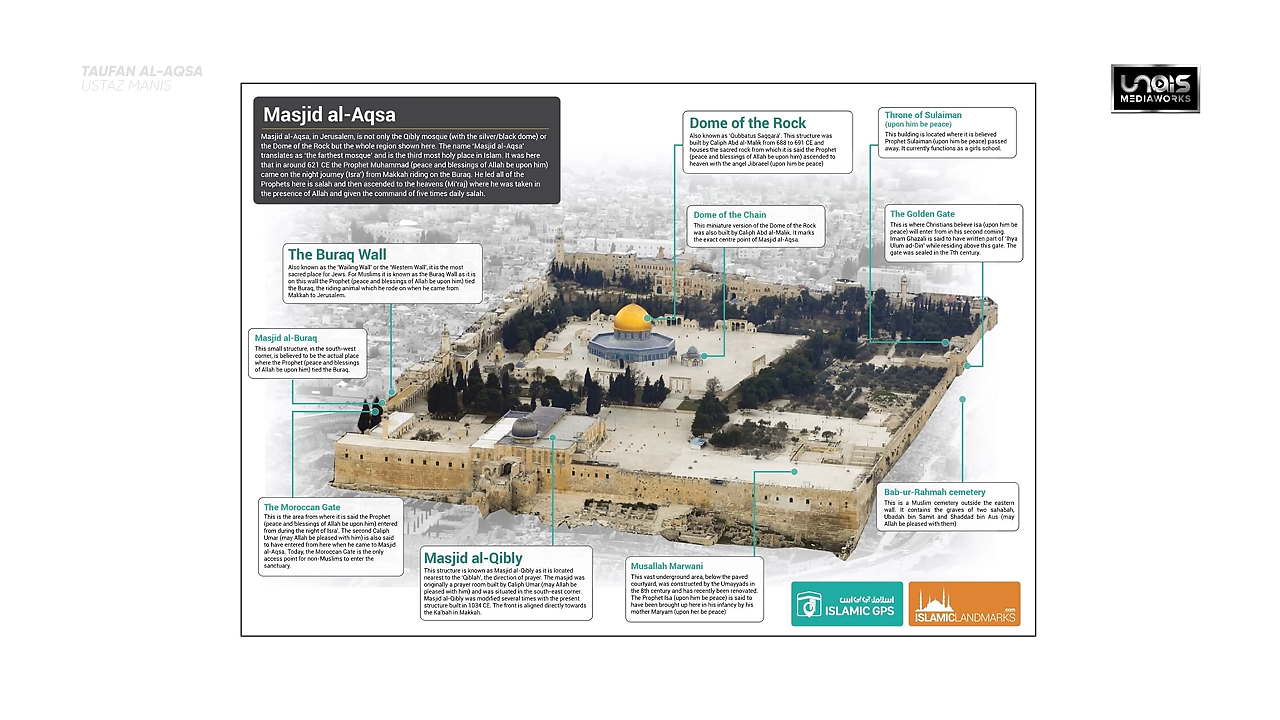 TAUFAN AL-AQSA
USTAZ MANIS
UNAIS
MEDIAWORKS
Masjid al-Aqsa
Masjid al-Aqsa, in Jerusalem, is not only the Qibly mosque (with the silver/black dome) or
the Dome of the Rock but the whole region shown here. The name 'Masjid al-Aqsa'
translates as 'the farthest mosque' and is the third most holy place in Islam. It was here
that in around 621 CE the Prophet Muhammad (peace and blessings of Allah be upon him)
came on the night journey (Isra') from Makkah riding on the Buraq. He led all of the
Prophets here is salah and then ascended to the heavens (Mi'raj) where he was taken in
the presence of Allah and given the command of five times daily salah.
Dome of the Rock
Also known as 'Qubbatus Saqqara'. This structure was
built by Caliph Abd al-Malik from 688 to 691 CE and
houses the sacred rock from which it is said the Prophet
(peace and blessings of Allah be upon him) ascended to
heaven with the angel Jibraeel (upon him be peace)
Throne of Sulaiman
(upon him be peace)
This building is located where it is believed
Prophet Sulaiman (upon him be peace) passed
away. It currently functions as a girls school.
Dome of the Chain
This miniature version of the Dome of the Rock
was also built by Caliph Abd al-Malik. It marks
the exact centre point of Masjid al-Aqsa.
The Golden Gate
This is where Christians believe Isa (upon him be
peace) will enter from in his second coming.
Imam Ghazali is said to have written part of 'Ihya
Ulum ad-Din' while residing above this gate. The
gate was sealed in the 7th century.
The Buraq Wall
Also known as the 'Wailing Wall' or the 'Western Wall', it is the most
sacred place for Jews. For Muslims it is known as the Buraq Wall as it is
on this wall the Prophet (peace and blessings of Allah be upon him) tied
the Buraq, the riding animal which he rode on when he came from
Makkah to Jerusalem.
Masjid al-Buraq
This small structure, in the south-west
corner, is believed to be the actual place
where the Prophet (peace and blessings
of Allah be upon him) tied the Buraq.
The Moroccan Gate
This is the area from where it is said the Prophet
(peace and blessings of Allah be upon him) entered
from during the night of Isra'. The second Caliph
Umar (may Allah be pleased with him) is also said
to have entered from here when he came to Masjid
al-Aqsa. Today, the Moroccan Gate is the only
access point for non-Muslims to enter the
sanctuary.
Masjid al-Qibly
This structure is known as Masjid al-Qibly as it is located
nearest to the 'Qiblah', the direction of prayer. The masjid was
originally a prayer room built by Caliph Umar (may Allah be
pleased with him) and was situated in the south-east corner.
Masjid al-Qibly was modified several times with the present
structure built in 1034 CE. The front is aligned directly towards
the Ka'bah in Makkah.
Musallah Marwani
This vast underground area, below the paved
courtyard, was constructed by the Umayyads in
the 8th century and has recently been renovated.
The Prophet Isa (upon him be peace) is said to
have been brought up here in his infancy by his
mother Maryam (upon her be peace)
Bab-ur-Rahmah cemetery
This is a Muslim cemetery outside the eastern
wall. It contains the graves of two sahabah,
Ubadah bin Samit and Shaddad bin Aus (may
Allah be pleased with them)
ISLAMIC GPS
.com
ISLAMICLANDMARKS